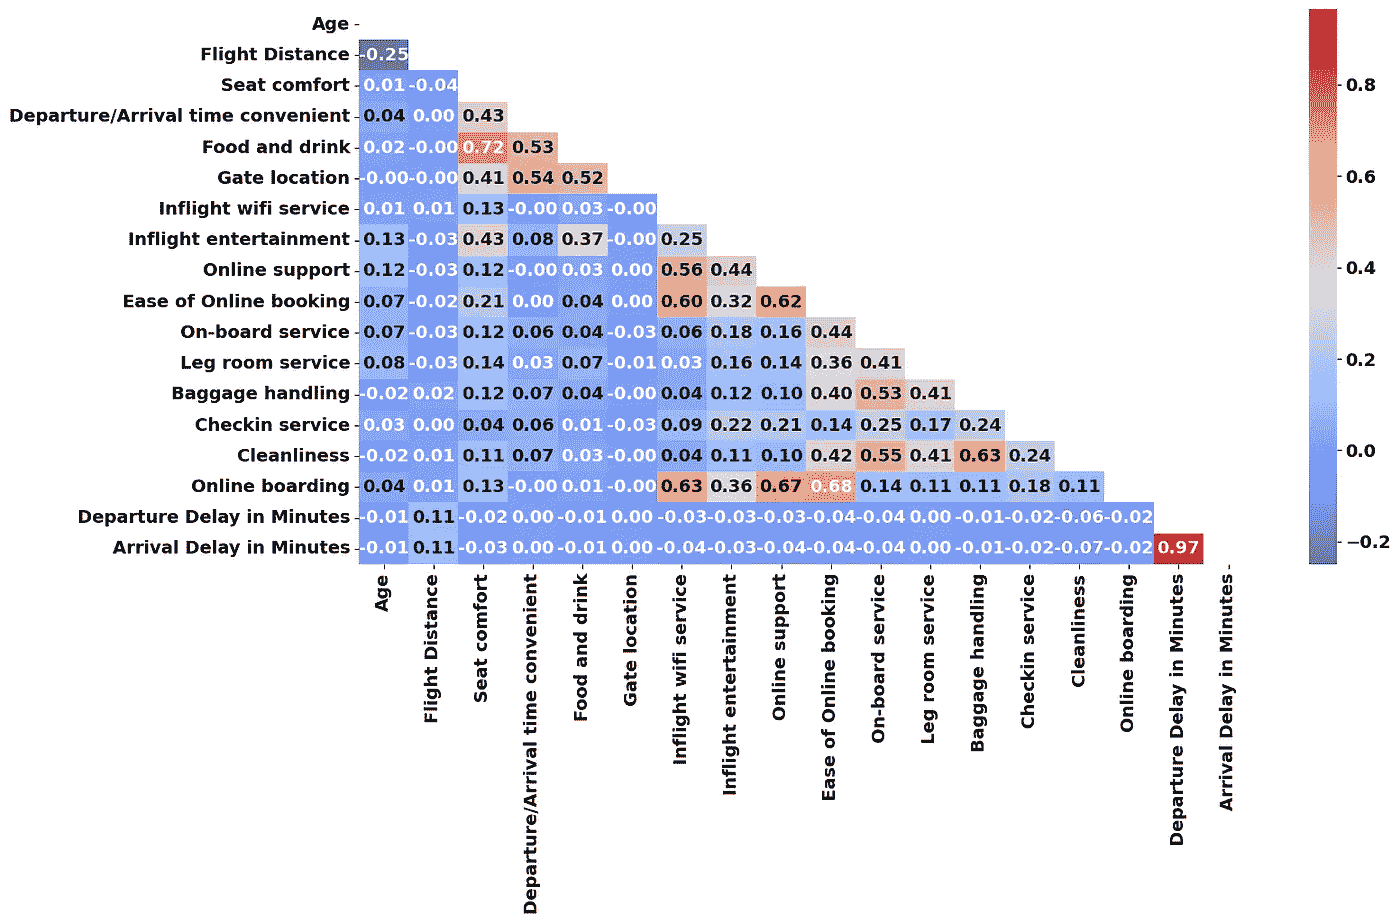 Age
Flight Distance -0.25
Seat comfort 0.01 -0.04
Departure/Arrival time convenient 0.04 0.00 0.43
Food and drink 0.02 -0.00 0.72 0.53
Gate location -0.00 -0.00 0.41 0.54 0.52
Inflight wifi service 0.01 0.01 0.13 -0.00 0.03 -0.00
Inflight entertainment 0.13 -0.03 0.43 0.08 0.37 -0.00 0.25
Online support 0.12 -0.03 0.12 -0.00 0.03 0.00 0.56 0.44
Ease of Online booking 0.07 -0.02 0.21 0.00 0.04 0.00 0.60 0.32 0.62
On-board service 0.07 -0.03 0.12 0.06 0.04 -0.03 0.06 0.18 0.16 0.44
Leg room service 0.08 -0.03 0.14 0.03 0.07 -0.01 0.03 0.16 0.14 0.36 0.41
Baggage handling -0.02 0.02 0.12 0.07 0.04 -0.00 0.04 0.12 0.10 0.40 0.53 0.41
Checkin service 0.03 0.00 0.04 0.06 0.01 -0.03 0.09 0.22 0.21 0.14 0.25 0.17 0.24
Cleanliness -0.02 0.01 0.11 0.07 0.03 -0.00 0.04 0.11 0.10 0.42 0.55 0.41 0.63 0.24
Online boarding 0.04 0.01 0.13 -0.00 0.01 -0.00 0.63 0.36 0.67 0.68 0.14 0.11 0.11 0.18 0.11
Departure Delay in Minutes -0.01 0.11 -0.02 0.00 -0.01 0.00 -0.03 -0.03 -0.03 -0.04 -0.04 0.00 -0.01 -0.02 -0.06 -0.02
Arrival Delay in Minutes -0.01 0.11 -0.03 0.00 -0.01 0.00 -0.04 -0.03 -0.04 -0.04 -0.04 0.00 -0.01 -0.02 -0.07 -0.02 0.97
Age
Flight Distance
Seat comfort
Departure/Arrival time convenient
Food and drink
Gate location
Inflight wifi service
Inflight entertainment
Online support
Ease of Online booking
On-board service
Leg room service
Baggage handling
Checkin service
Cleanliness
Online boarding
Departure Delay in Minutes
Arrival Delay in Minutes
0.8
0.6
0.4
0.2
0.0
−0.2